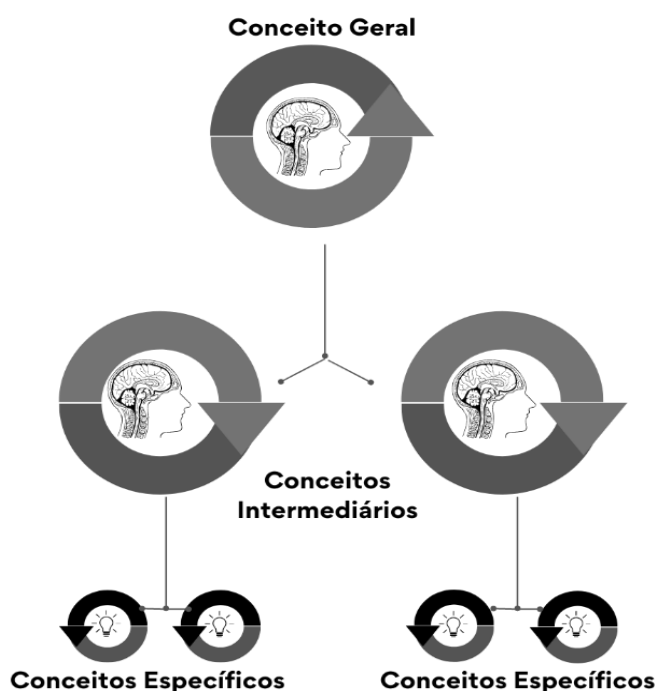 Conceito Geral
Conceitos
Intermediários
Conceitos Específicos
Conceitos Específicos